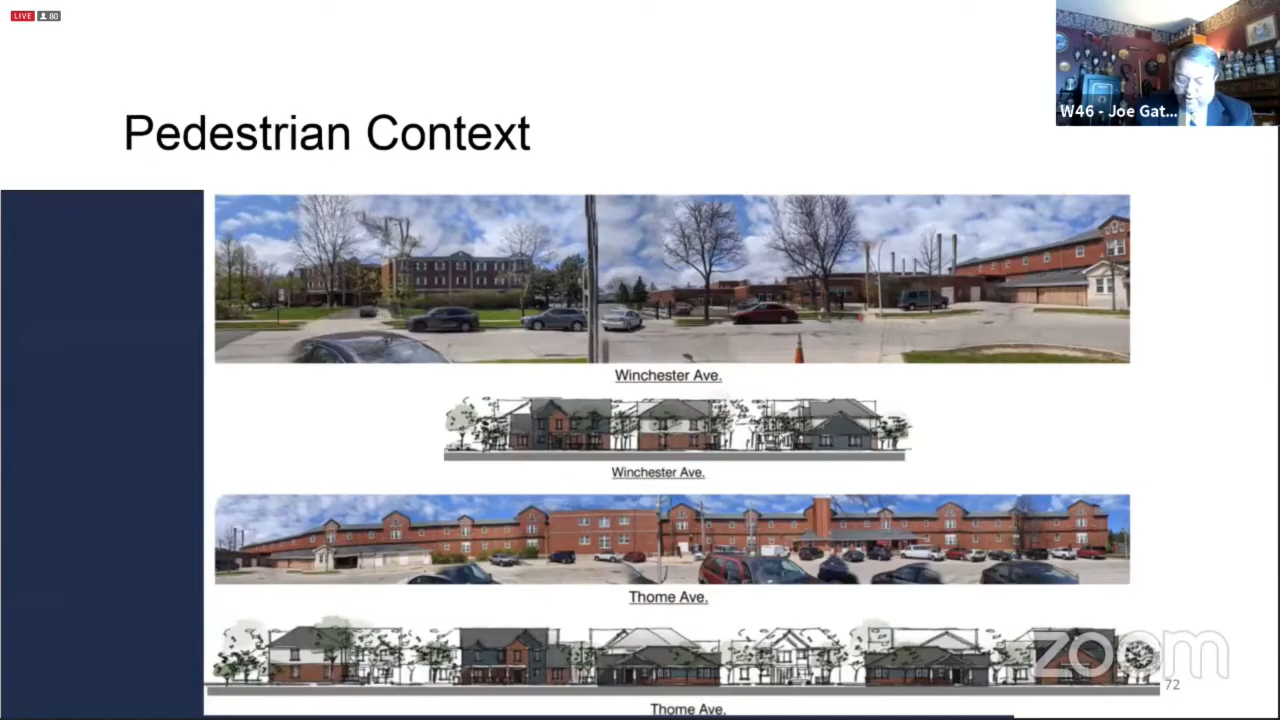 LIVE 80
W46 - Joe Gat...
Pedestrian Context
Winchester Ave.
Winchester Ave.
Thome Ave.
zoom
72
Thome Ave.